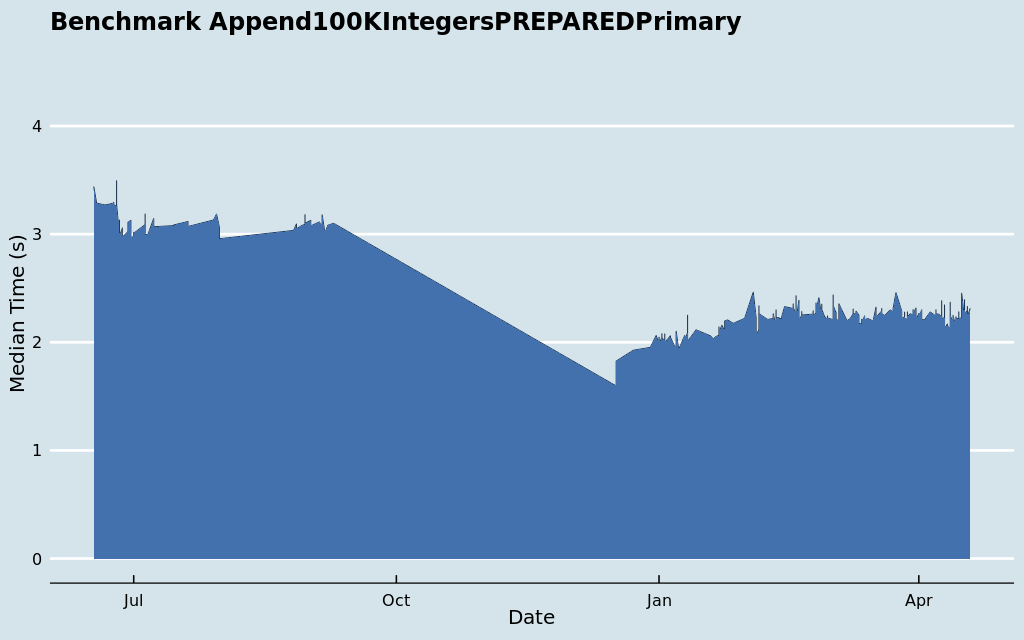 Benchmark Append100KIntegersPREPAREDPrimary
Median Time (s)
4
3
2
1
0
Jul
Oct
Jan
Apr
Date